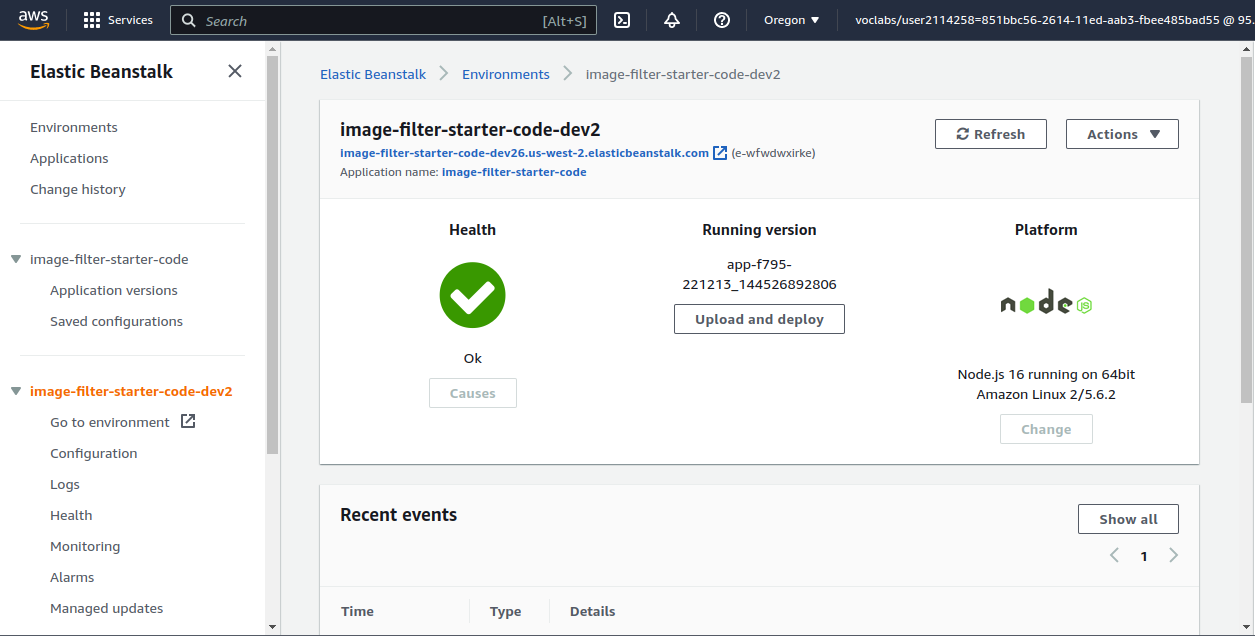 aws
Services
Search
[Alt+S]
Oregon
voclabs/user2114258=851bbc56-2614-11ed-aab3-fbee485bad55 @ 95.
Elastic Beanstalk
Environments
Applications
Change history
image-filter-starter-code
Application versions
Saved configurations
image-filter-starter-code-dev2
Go to environment
Configuration
Logs
Health
Monitoring
Alarms
Managed updates
Elastic Beanstalk
Environments
image-filter-starter-code-dev2
image-filter-starter-code-dev2
image-filter-starter-code-dev26.us-west-2.elasticbeanstalk.com (e-wfwdwxirke)
Application name: image-filter-starter-code
Refresh
Actions
Health
Ok
Causes
Running version
app-f795-
221213_144526892806
Upload and deploy
Platform
node JS
Node.js 16 running on 64bit
Amazon Linux 2/5.6.2
Change
Recent events
Show all
1
Time
Type
Details